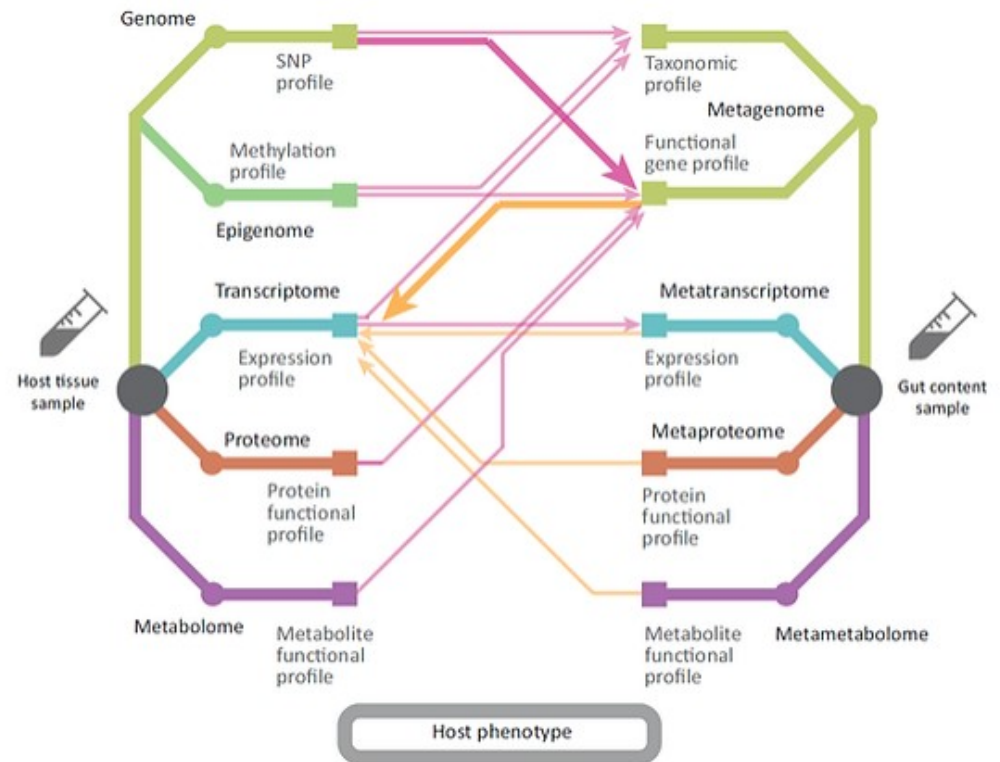 Genome
SNP
profile
Taxonomic
profile
Metagenome
Methylation
profile
Functional
gene profile
Epigenome
Transcriptome
Metatranscriptome
Expression
profile
Expression
profile
Host tissue
sample
Gut content
sample
Proteome
Metaproteome
Protein
functional
profile
Protein
functional
profile
Metabolome
Metabolite
functional
profile
Metabolite
functional
profile
Metametabolome
Host phenotype